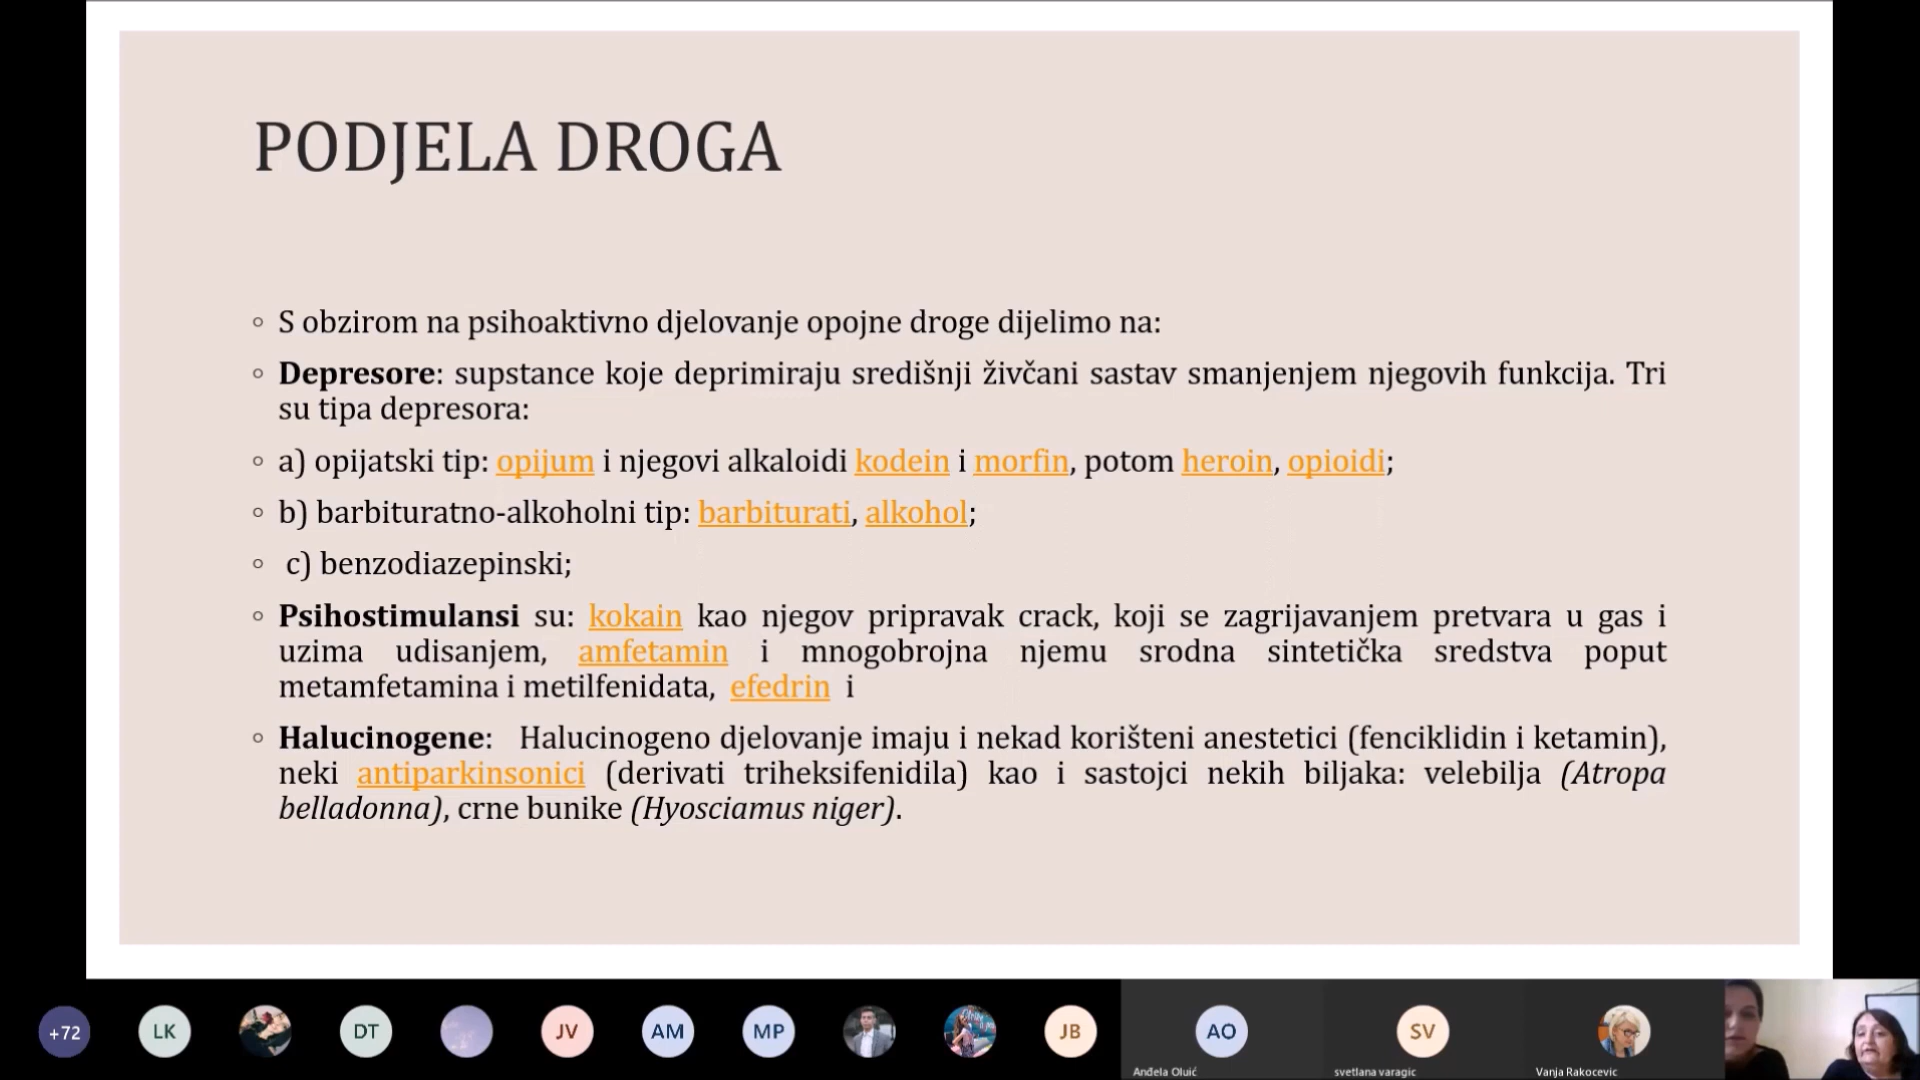 PODJELA DROGA
S obzirom na psihoaktivno djelovanje opojne droge dijelimo na:
Depresore: supstance koje deprimiraju središnji živčani sastav smanjenjem njegovih funkcija. Tri
su tipa depresora:
a) opijatski tip: opijum i njegovi alkaloidi kodein i morfin, potom heroin, opioidi;
b) barbituratno-alkoholni tip: barbiturati, alkohol;
c) benzodiazepinski;
Psihostimulansi su: kokain kao njegov pripravak crack, koji se zagrijavanjem pretvara u gas i
uzima udisanjem, amfetamin i mnogobrojna njemu srodna sintetička sredstva poput
metamfetamina i metilfenidata, efedrin i
Halucinogene: Halucinogeno djelovanje imaju i nekad korišteni anestetici (fenciklidin i ketamin),
neki antiparkinsonici (derivati triheksifenidila) kao i sastojci nekih biljaka: velebilja (Atropa
belladonna), crne bunike (Hyosciamus niger).
+72 LK DT JV AM MP JB AO SV
Anđela Oluić svetlana varagic Vanja Rakocevic